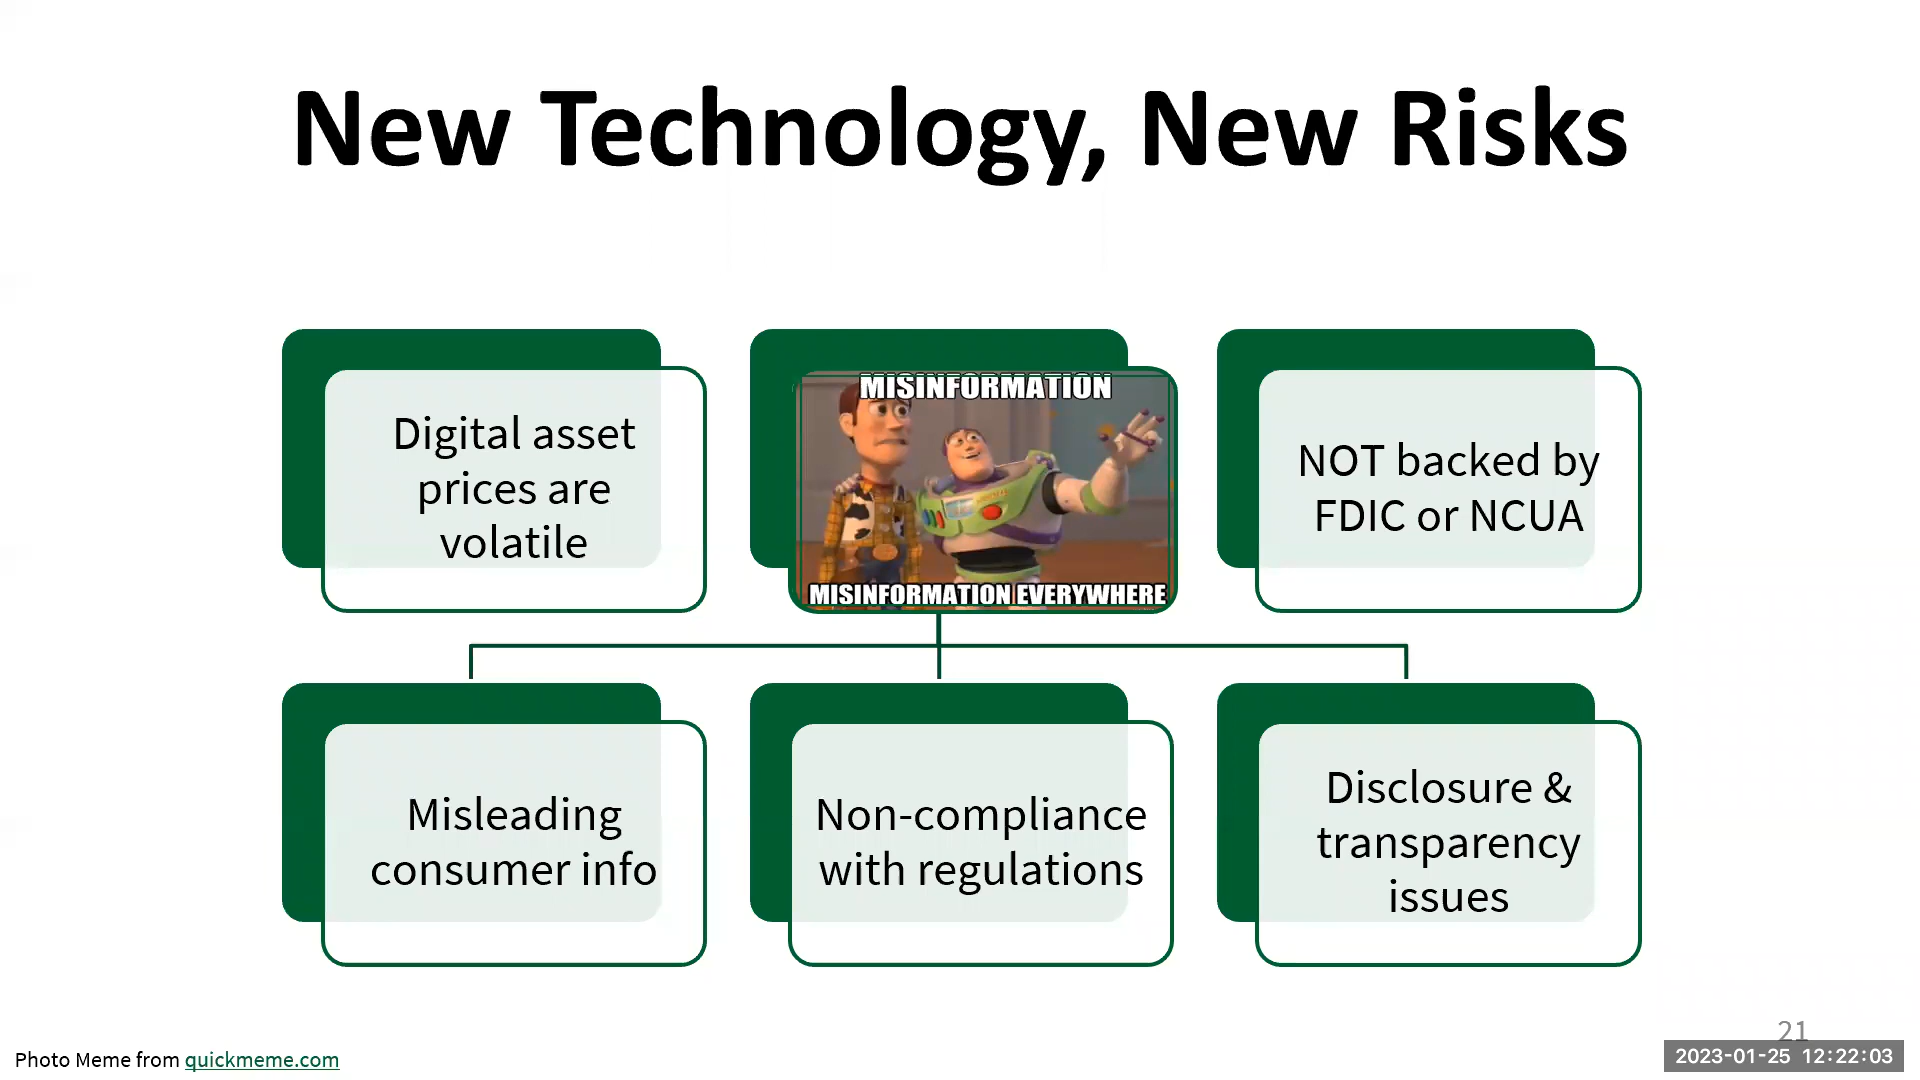 New Technology, New Risks
Digital asset
prices are
volatile
MISINFORMATION
MISINFORMATION EVERYWHERE
NOT backed by
FDIC or NCUA
Misleading
consumer info
Non-compliance
with regulations
Disclosure &
transparency
issues
21
Photo Meme from quickmeme.com
2023-01-25 12:22:03